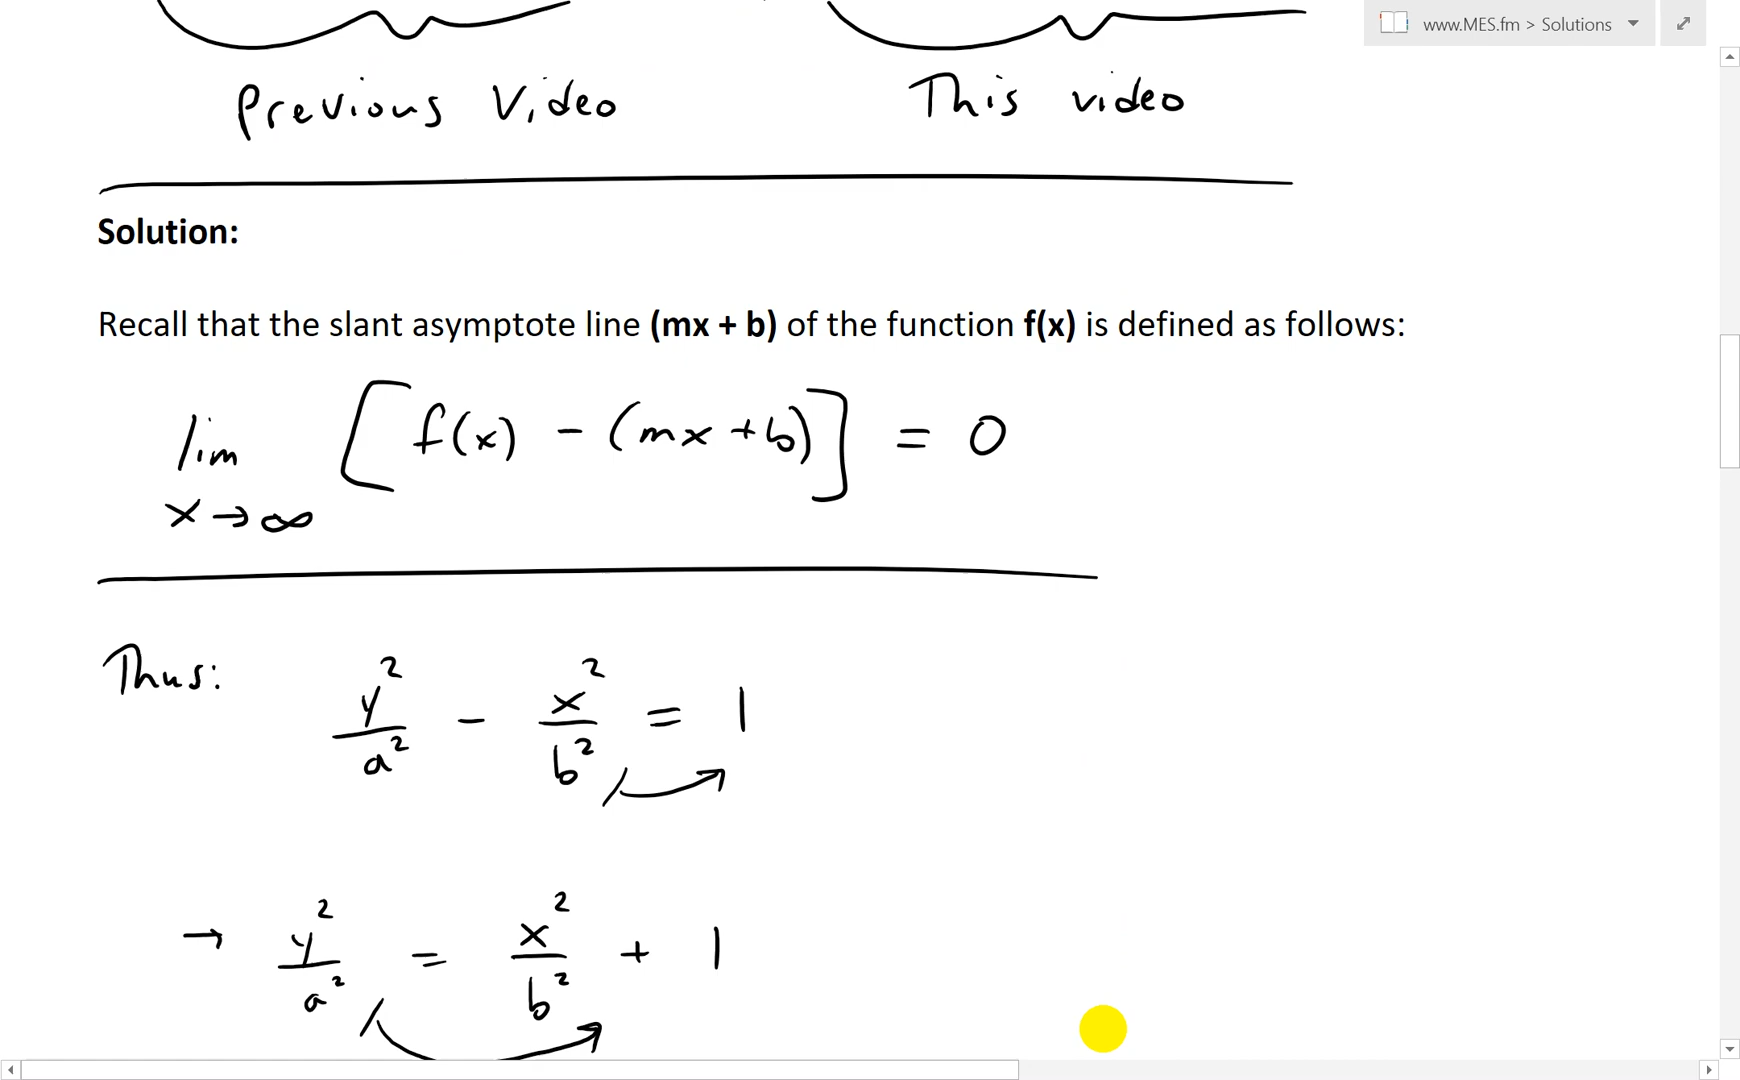 www.MES.fm > Solutions
Previous Video
This video
Solution:
Recall that the slant asymptote line (mx + b) of the function f(x) is defined as follows:
lim x→∞ [f(x) - (mx + b)] = 0
Thus: y²/a² - x²/b² = 1
→ y²/a² = x²/b² + 1